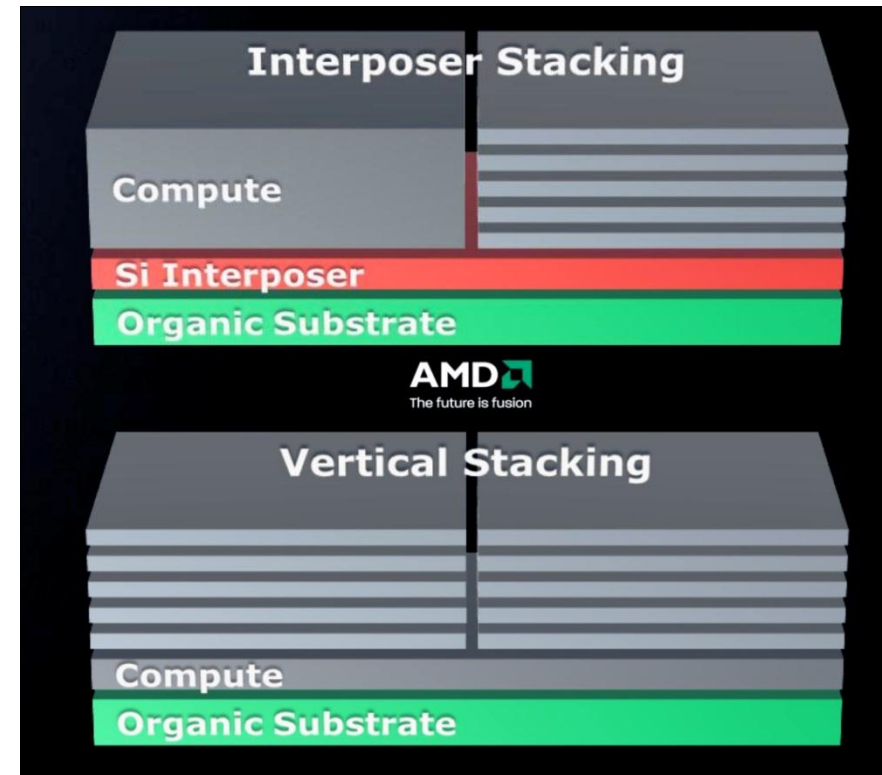 Interposer Stacking
Compute
Si Interposer
Organic Substrate
AMD
The future is fusion
Vertical Stacking
Compute
Organic Substrate